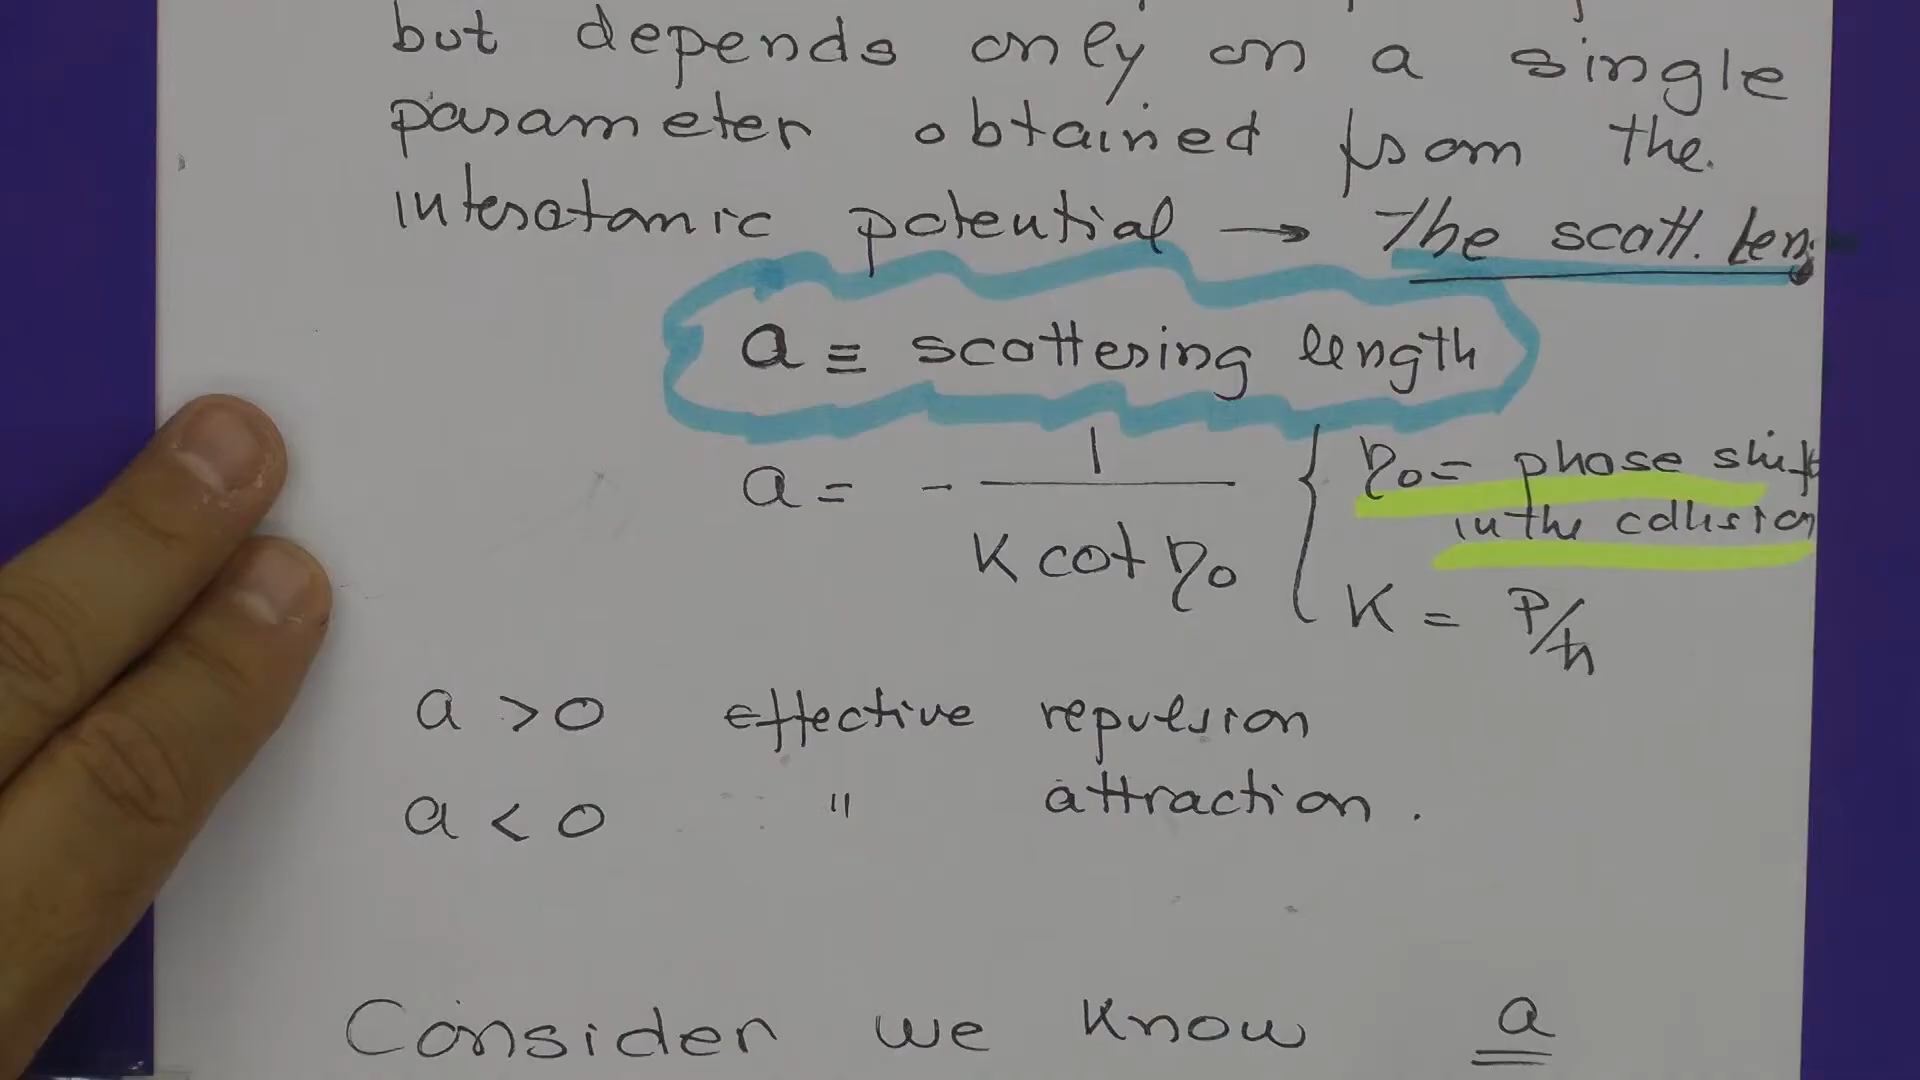 but depends only on a single
parameter obtained from the
interatomic potential → The scatt. Len
a ≡ scattering length
a = - 1 / K cot η₀ { η₀ = phase shift
in the collision
K = P/ħ
a > 0 effective repulsion
a < 0 " attraction.
Consider we know a